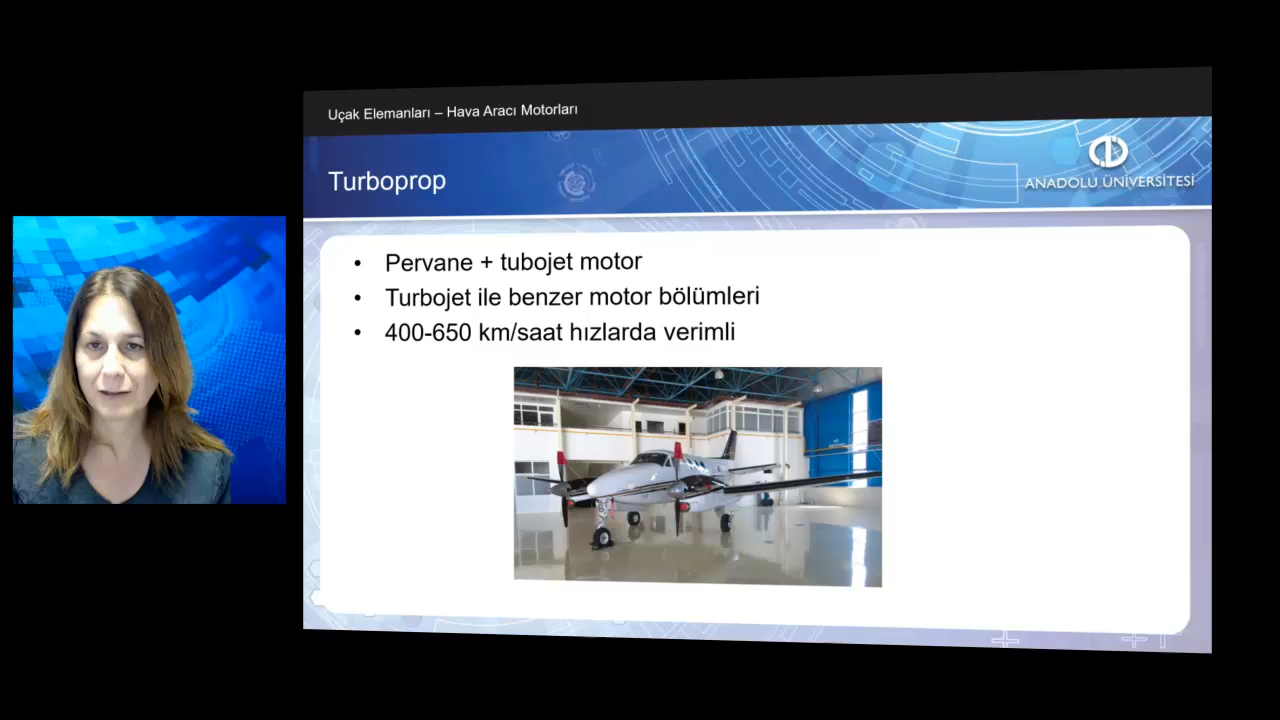 Uçak Elemanları – Hava Aracı Motorları
Turboprop
ANADOLU ÜNİVERSİTESİ
• Pervane + tubojet motor
• Turbojet ile benzer motor bölümleri
• 400-650 km/saat hızlarda verimli